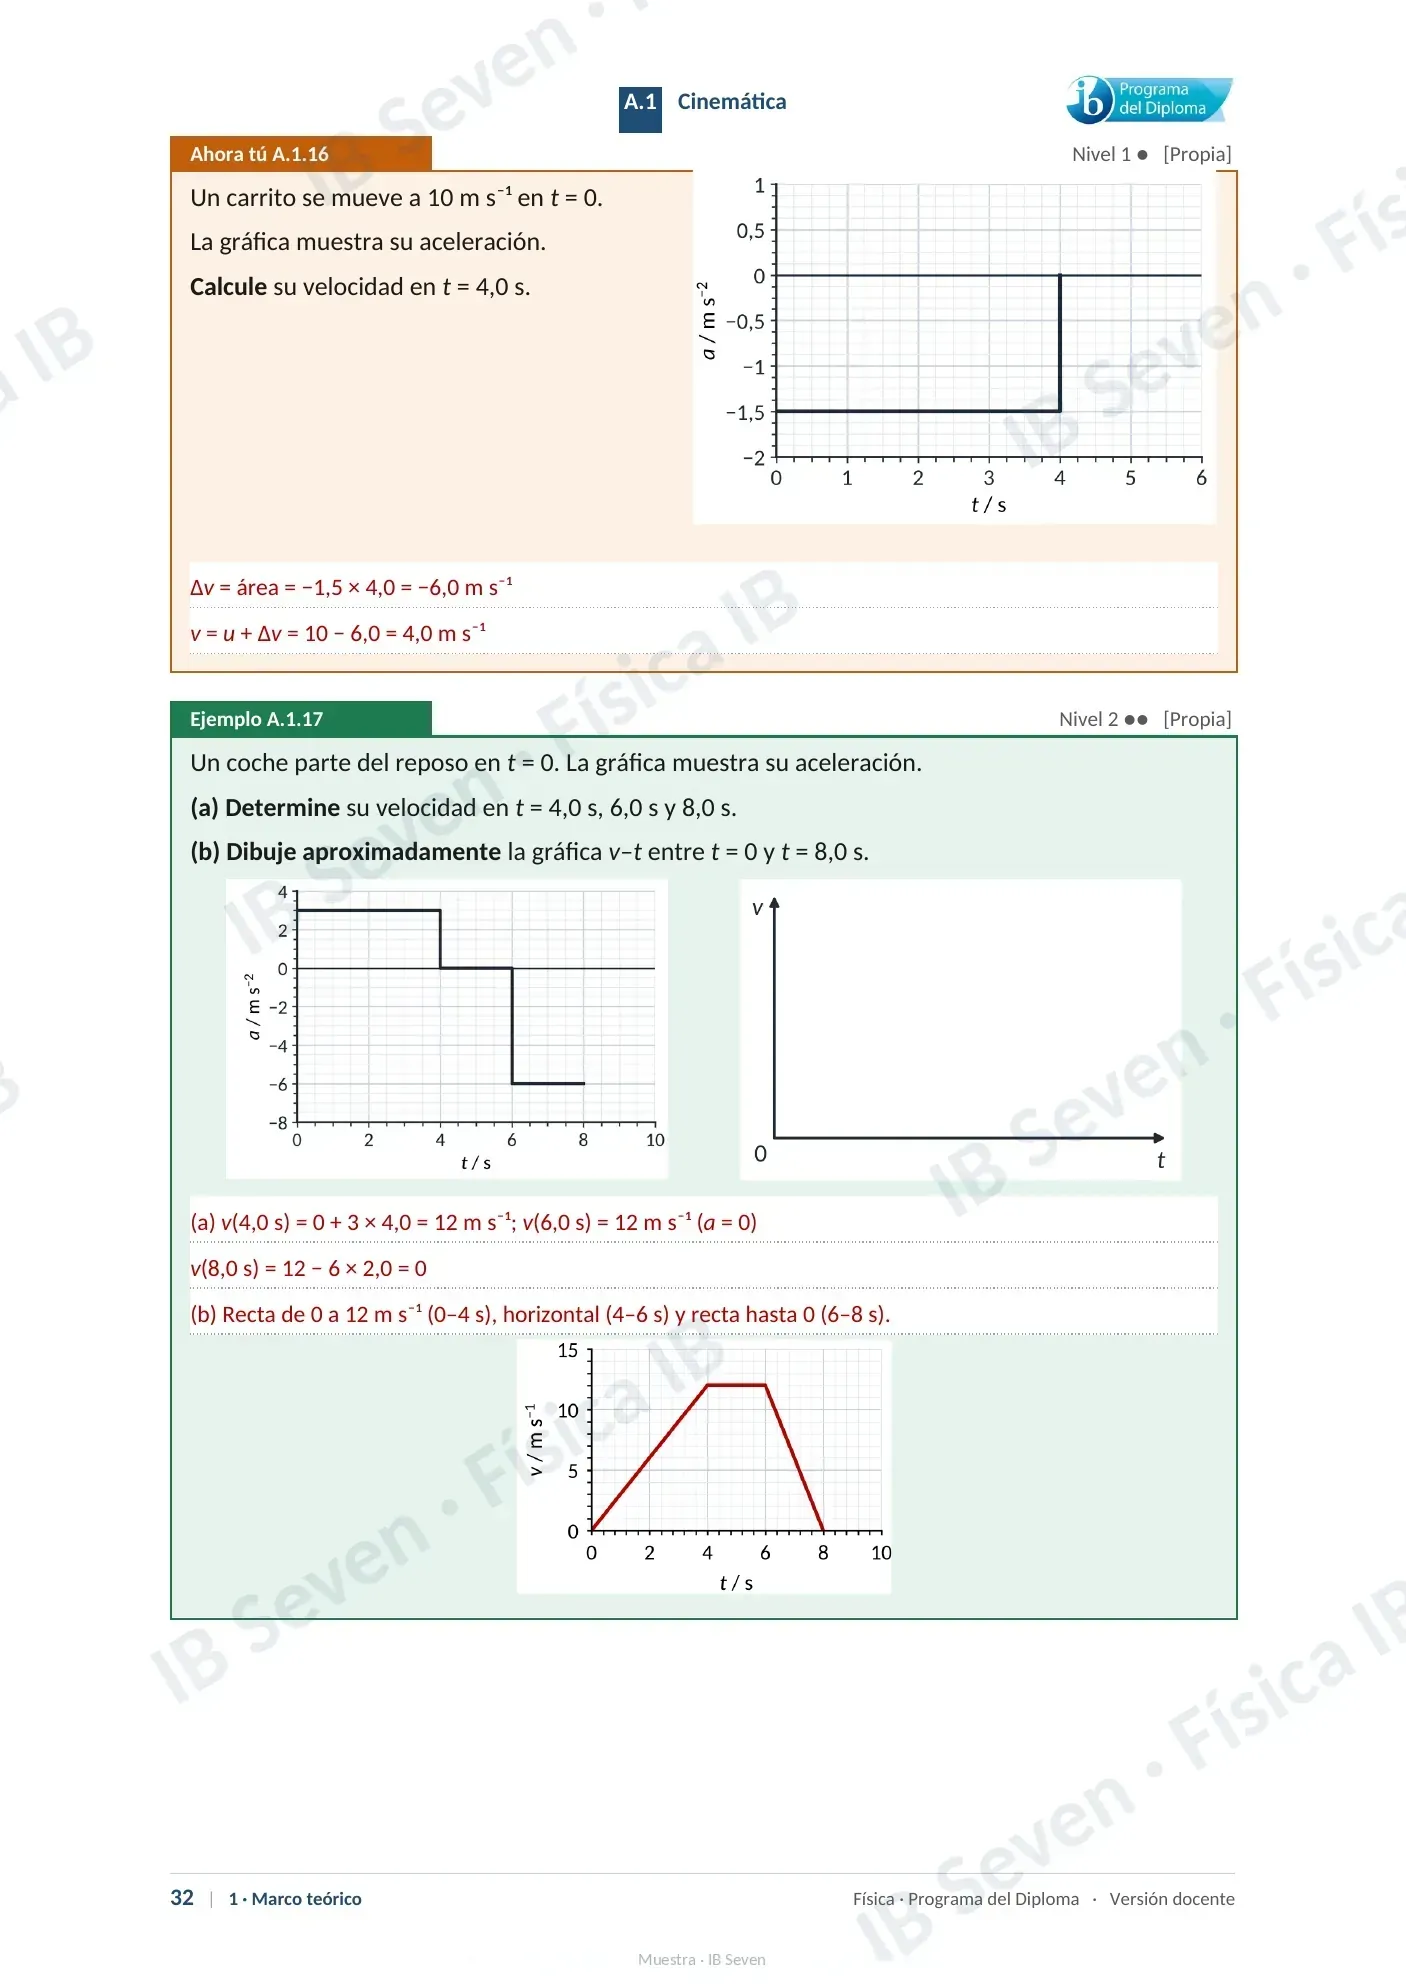 A.1 Cinemática
ib Programa
del Diploma
Ahora tú A.1.16 Nivel 1 ● [Propia]
Un carrito se mueve a 10 m s⁻¹ en t = 0.
La gráfica muestra su aceleración.
Calcule su velocidad en t = 4,0 s.
1
0,5
0
−0,5
−1
−1,5
−2
a / m s⁻²
0 1 2 3 4 5 6
t / s
Δv = área = −1,5 × 4,0 = −6,0 m s⁻¹
v = u + Δv = 10 − 6,0 = 4,0 m s⁻¹
Ejemplo A.1.17 Nivel 2 ●● [Propia]
Un coche parte del reposo en t = 0. La gráfica muestra su aceleración.
(a) Determine su velocidad en t = 4,0 s, 6,0 s y 8,0 s.
(b) Dibuje aproximadamente la gráfica v–t entre t = 0 y t = 8,0 s.
4
2
0
−2
−4
−6
−8
a / m s⁻²
0 2 4 6 8 10
t / s
v
0
t
(a) v(4,0 s) = 0 + 3 × 4,0 = 12 m s⁻¹; v(6,0 s) = 12 m s⁻¹ (a = 0)
v(8,0 s) = 12 − 6 × 2,0 = 0
(b) Recta de 0 a 12 m s⁻¹ (0–4 s), horizontal (4–6 s) y recta hasta 0 (6–8 s).
15
10
5
0
v / m s⁻¹
0 2 4 6 8 10
t / s
32 | 1 · Marco teórico Física · Programa del Diploma · Versión docente
Muestra · IB Seven
IB Seven · Física IB